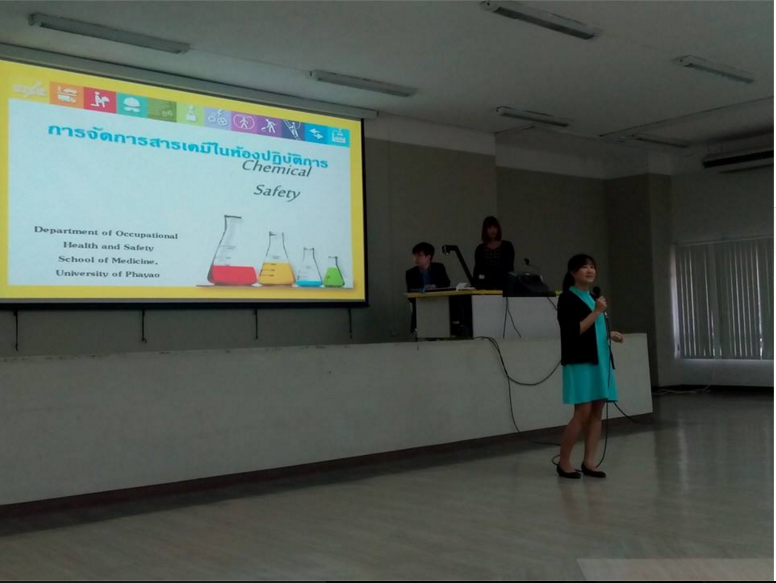 การจัดการสารเคมีในห้องปฏิบัติการ
Chemical
Safety
Department of Occupational
Health and Safety
School of Medicine,
University of Phayao